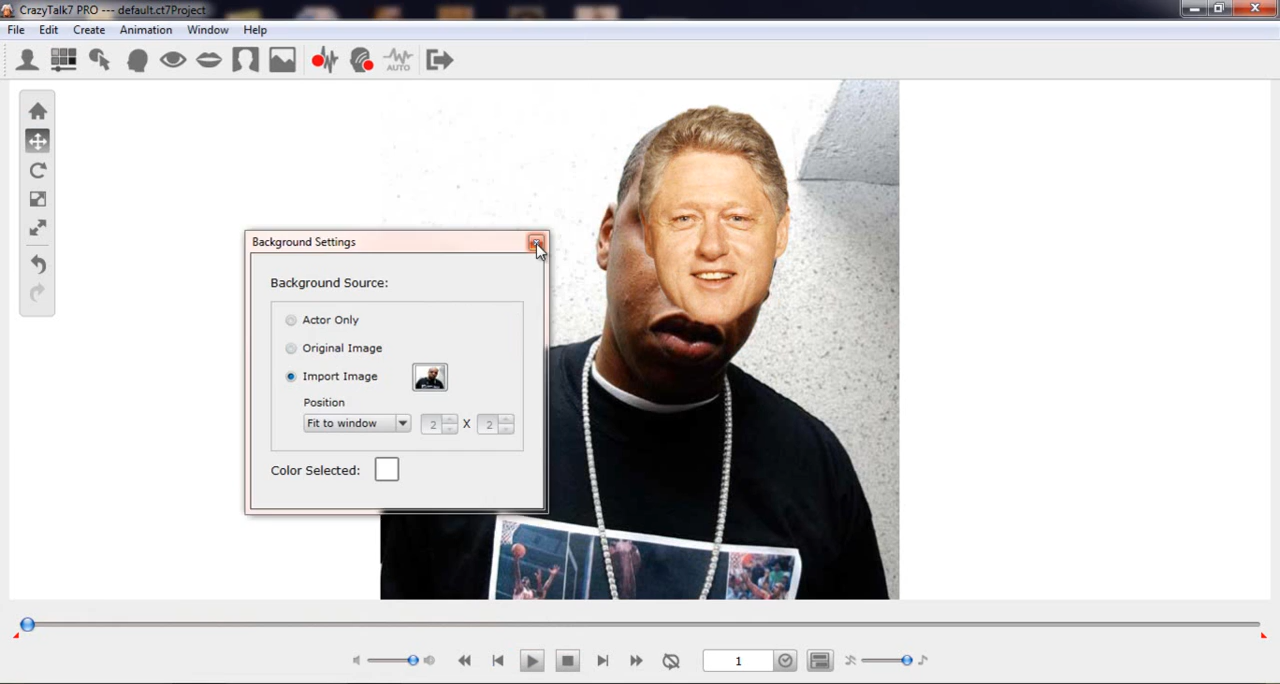 CrazyTalk7 PRO --- default.ct7Project
File Edit Create Animation Window Help
AUTO
Background Settings
Background Source:
Actor Only
Original Image
Import Image
Position
Fit to window 2 X 2
Color Selected:
1